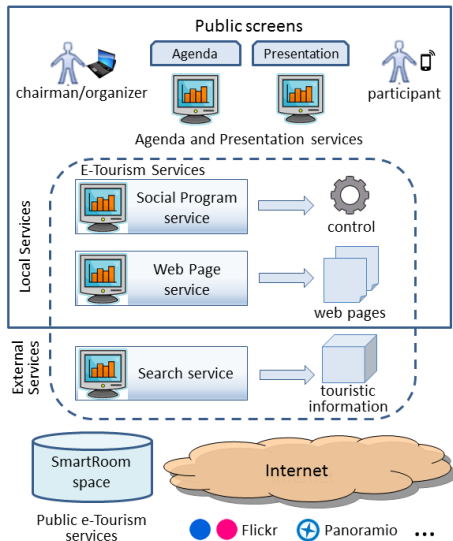 Public screens
Agenda
Presentation
chairman/organizer
participant
Agenda and Presentation services
E-Tourism Services
Local Services
Social Program
service
control
Web Page
service
web pages
External
Services
Search service
touristic
information
SmartRoom
space
Internet
Public e-Tourism
services
Flickr
Panoramio
...